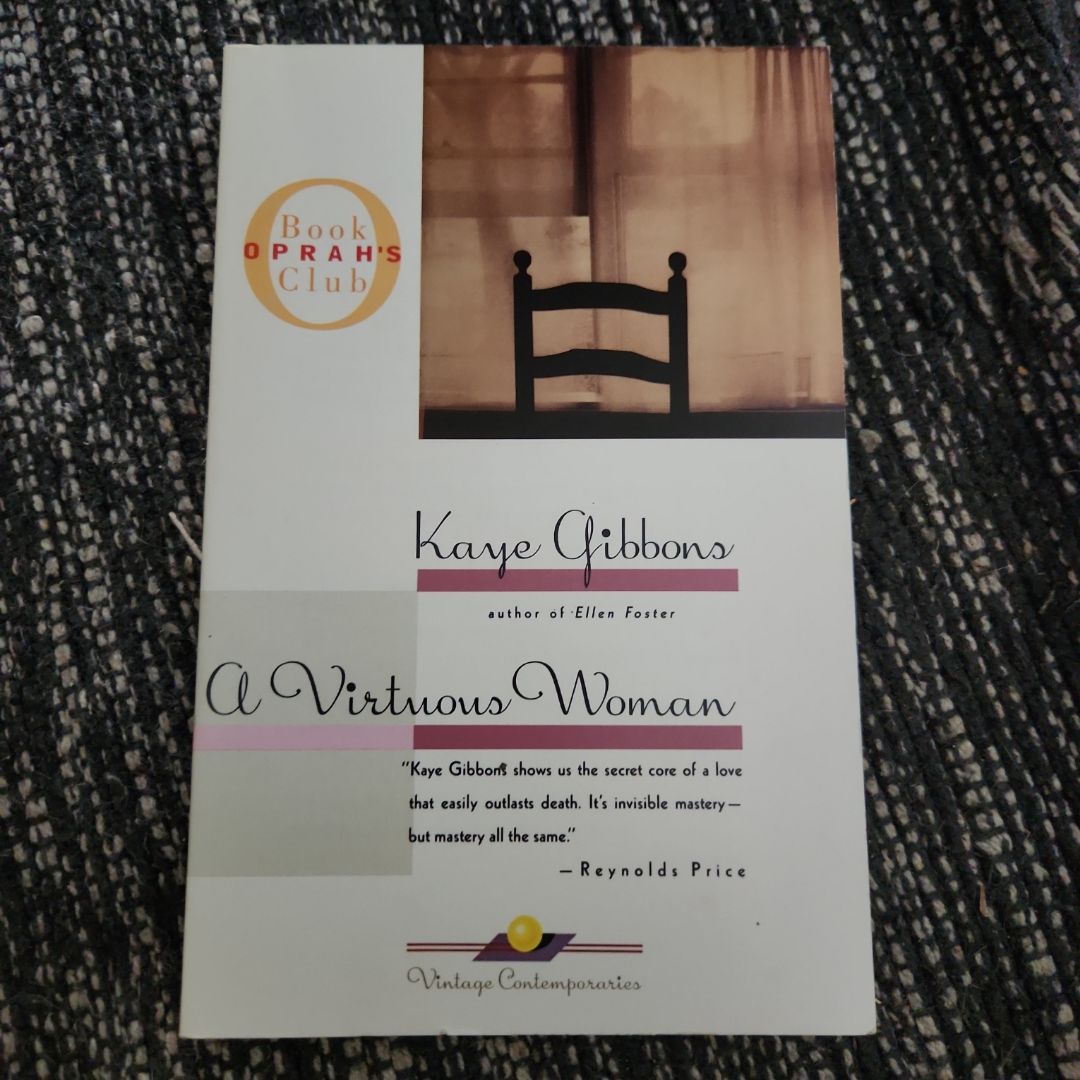 Book
OPRAH'S
Club
Kaye Gibbons
author of Ellen Foster
A Virtuous Woman
"Kaye Gibbons shows us the secret core of a love
that easily outlasts death. It's invisible mastery—
but mastery all the same."
—Reynolds Price
Vintage Contemporaries